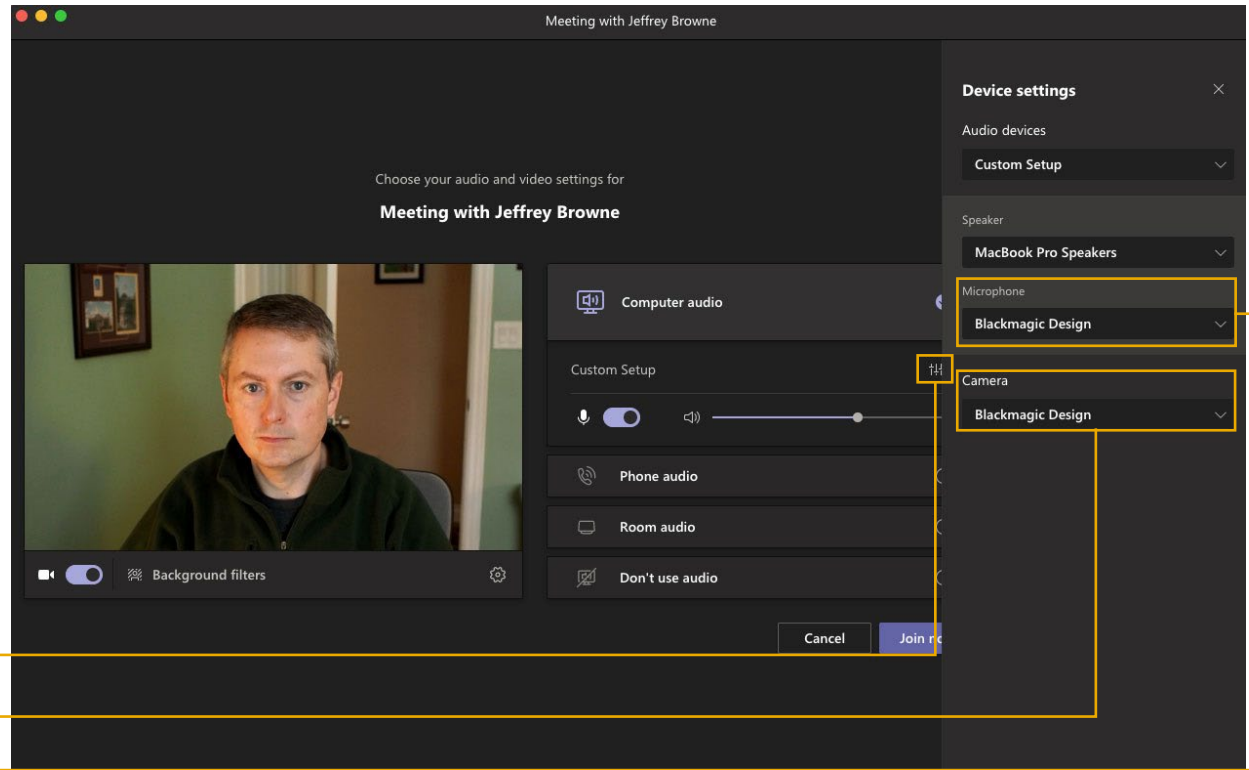 Meeting with Jeffrey Browne
Choose your audio and video settings for
Meeting with Jeffrey Browne
Computer audio
Custom Setup
Phone audio
Room audio
Don't use audio
Background filters
Cancel
Join
Device settings
Audio devices
Custom Setup
Speaker
MacBook Pro Speakers
Microphone
Blackmagic Design
Camera
Blackmagic Design